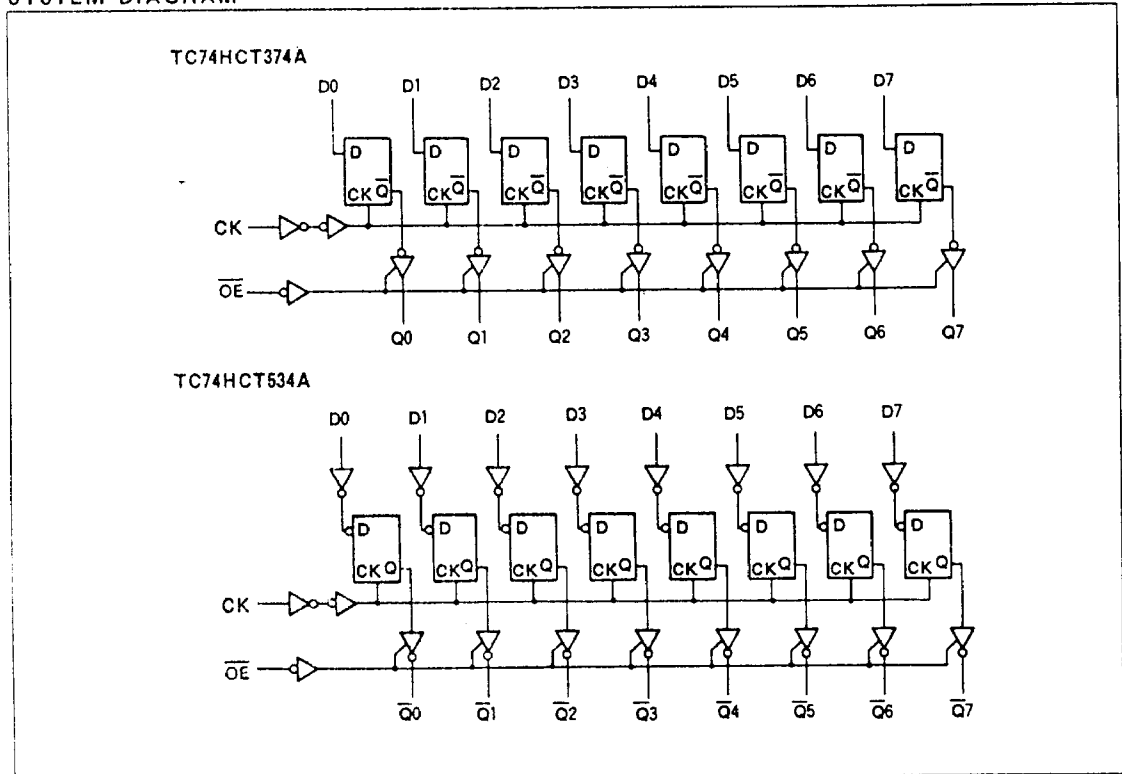 SYSTEM DIAGRAM
TC74HCT374A
D0 D1 D2 D3 D4 D5 D6 D7
D D D D D D D D
CK Q̅ CK Q̅ CK Q̅ CK Q̅ CK Q̅ CK Q̅ CK Q̅ CK Q̅
CK
O̅E̅
Q0 Q1 Q2 Q3 Q4 Q5 Q6 Q7
TC74HCT534A
D0 D1 D2 D3 D4 D5 D6 D7
D D D D D D D D
CK Q CK Q CK Q CK Q CK Q CK Q CK Q CK Q
CK
O̅E̅
Q̅0 Q̅1 Q̅2 Q̅3 Q̅4 Q̅5 Q̅6 Q̅7